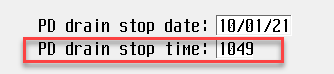 PD drain stop date: 10/01/21
PD drain stop time: 1049